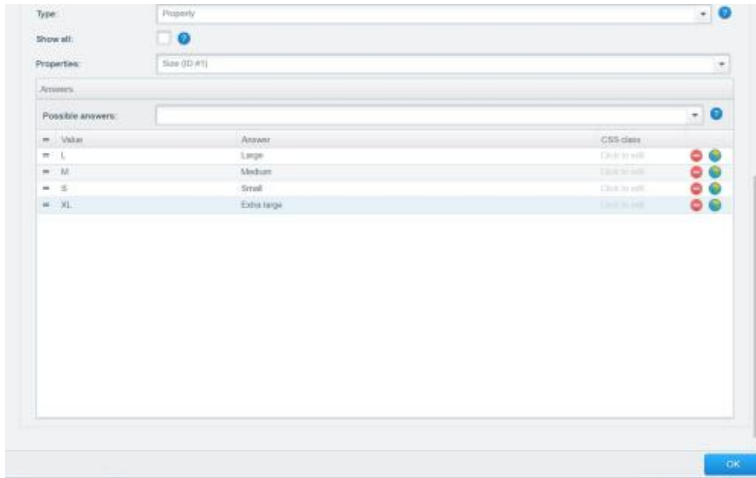 Type: Property
Show all:
Properties: Size (ID #1)
Answers
Possible answers:
Value Answer CSS class
L Large Click to edit
M Medium Click to edit
S Small Click to edit
XL Extra large Click to edit
OK